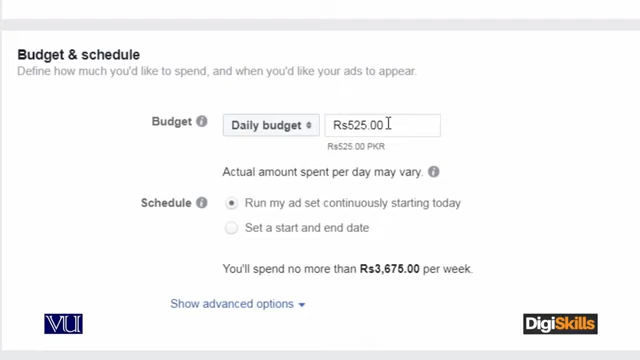 Budget & schedule
Define how much you'd like to spend, and when you'd like your ads to appear.
Budget Daily budget Rs525.00
Rs525.00 PKR
Actual amount spent per day may vary.
Schedule Run my ad set continuously starting today
Set a start and end date
You'll spend no more than Rs3,675.00 per week.
Show advanced options
VU DigiSkills